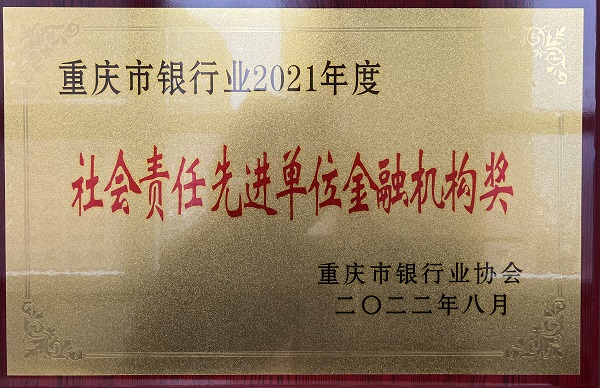 重庆市银行业2021年度
社会责任先进单位金融机构奖
重庆市银行业协会
二〇二二年八月